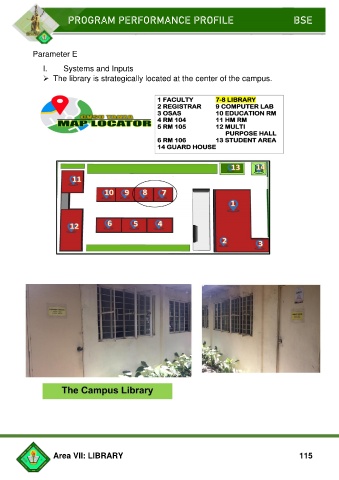 PROGRAM PERFORMANCE PROFILE BSE
Parameter E
I. Systems and Inputs
➢ The library is strategically located at the center of the campus.
MAP LOCATOR
1 FACULTY 7-8 LIBRARY
2 REGISTRAR 9 COMPUTER LAB
3 OSAS 10 EDUCATION RM
4 RM 104 11 HM RM
5 RM 105 12 MULTI
PURPOSE HALL
6 RM 106 13 STUDENT AREA
14 GUARD HOUSE
13 14
11
10 9 8 7
1
12 6 5 4
2 3
The Campus Library
Area VII: LIBRARY 115